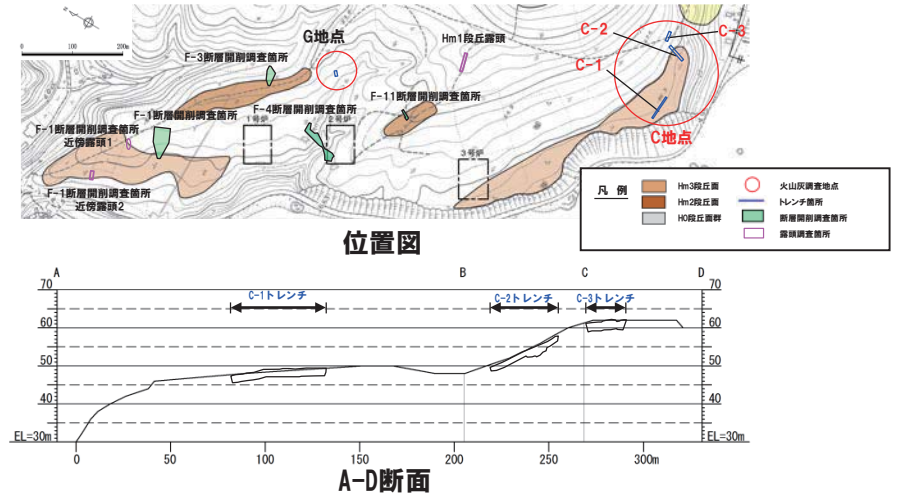 0 100 200m
G地点
F-3断層開削調査箇所
Hm1段丘露頭
C-2
C-3
C-1
C地点
F-1断層開削調査箇所
近傍露頭1
F-1断層開削調査箇所
F-4断層開削調査箇所
F-11断層開削調査箇所
1号炉
2号炉
3号炉
F-1断層開削調査箇所
近傍露頭2
位置図
凡 例
Hm3段丘面
Hm2段丘面
H0段丘面群
火山灰調査地点
トレンチ箇所
断層開削調査箇所
露頭調査箇所
A B C D
70 70
60 60
50 50
40 40
EL=30m EL=30m
C-1トレンチ
C-2トレンチ
C-3トレンチ
0 50 100 150 200 250 300m
A-D断面